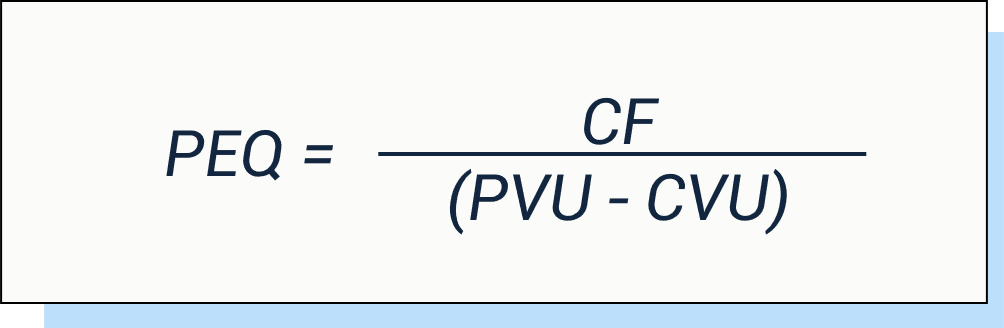 PEQ = CF
(PVU - CVU)